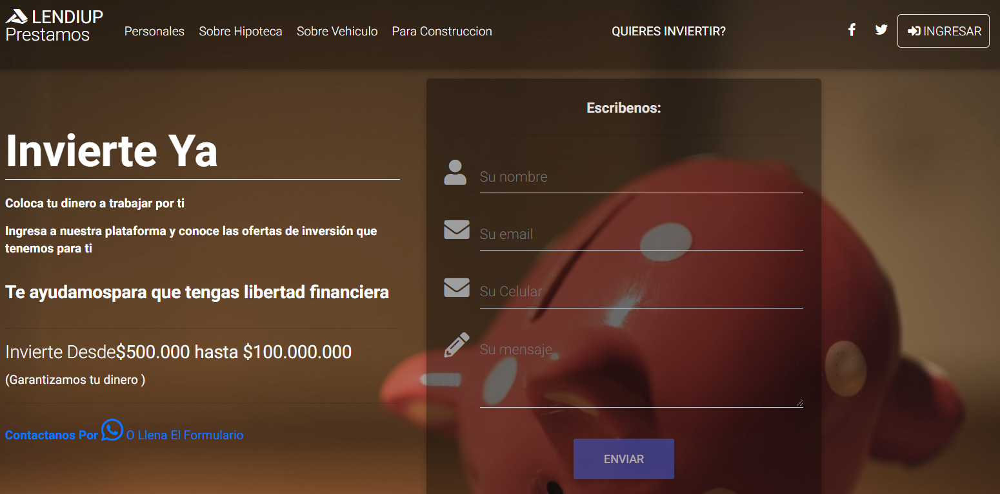 LENDIUP
Prestamos
Personales Sobre Hipoteca Sobre Vehiculo Para Construccion QUIERES INVIERTIR? INGRESAR
Invierte Ya
Coloca tu dinero a trabajar por ti
Ingresa a nuestra plataforma y conoce las ofertas de inversión que
tenemos para ti
Te ayudamospara que tengas libertad financiera
Invierte Desde$500.000 hasta $100.000.000
(Garantizamos tu dinero )
Contactanos Por O Llena El Formulario
Escribenos:
Su nombre
Su email
Su Celular
Su mensaje
ENVIAR